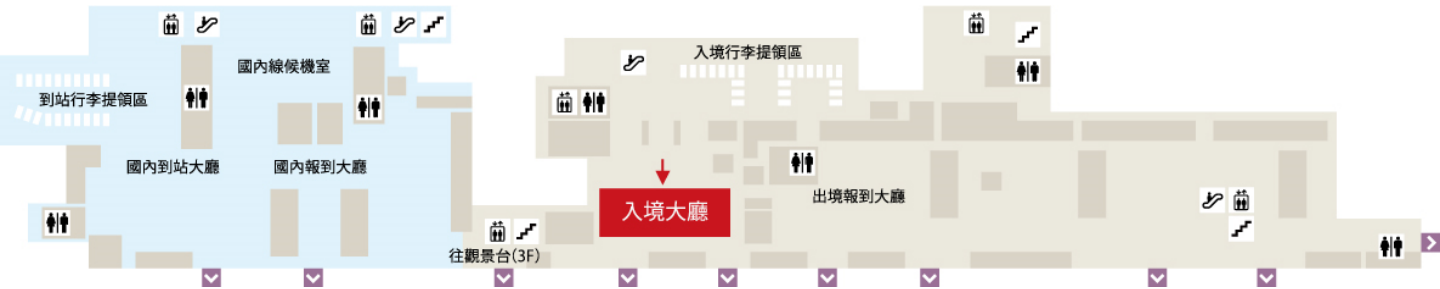 入境行李提領區
國內線候機室
到站行李提領區
國內到站大廳
國內報到大廳
出境報到大廳
入境大廳
往觀景台(3F)